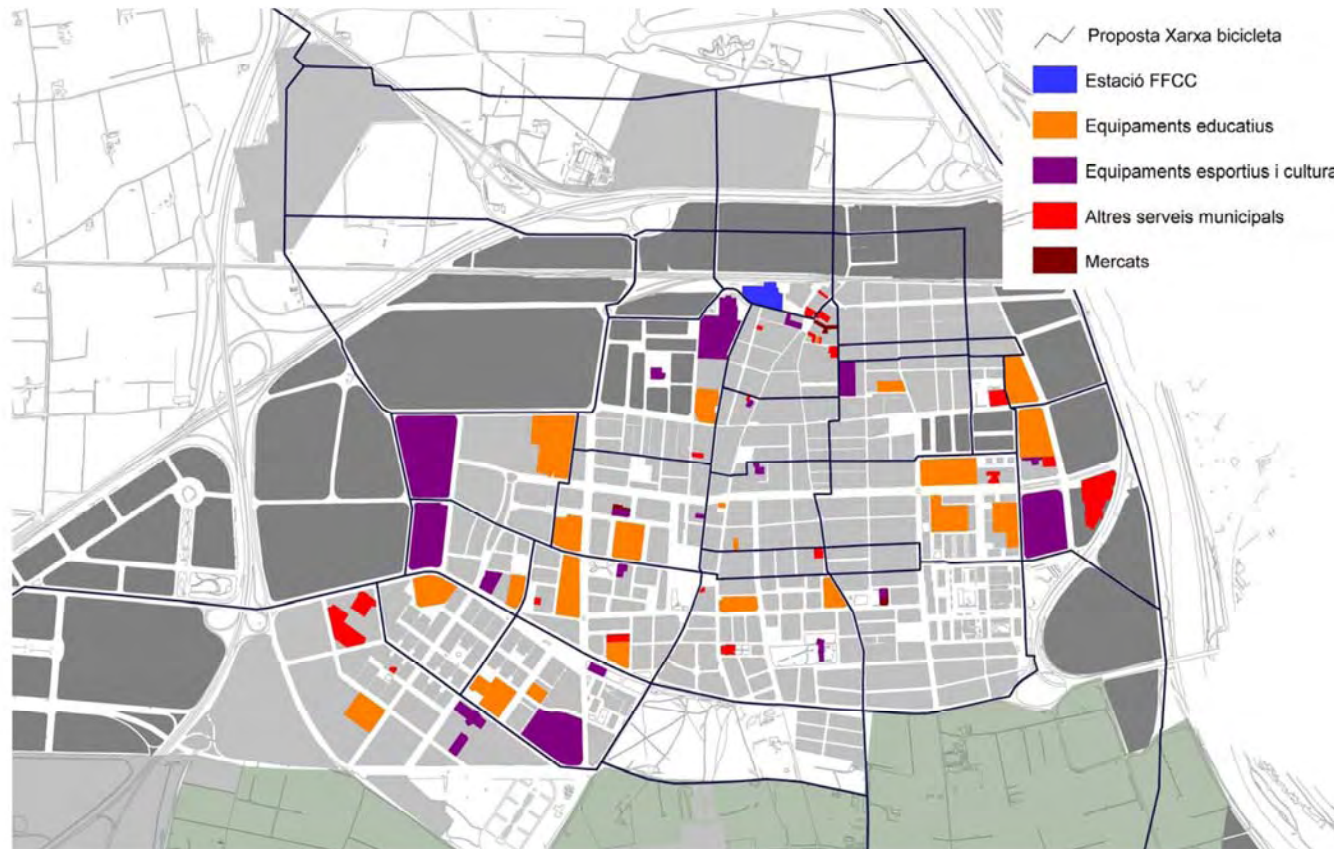 Proposta Xarxa bicicleta
Estació FFCC
Equipaments educatius
Equipaments esportius i cultura
Altres serveis municipals
Mercats